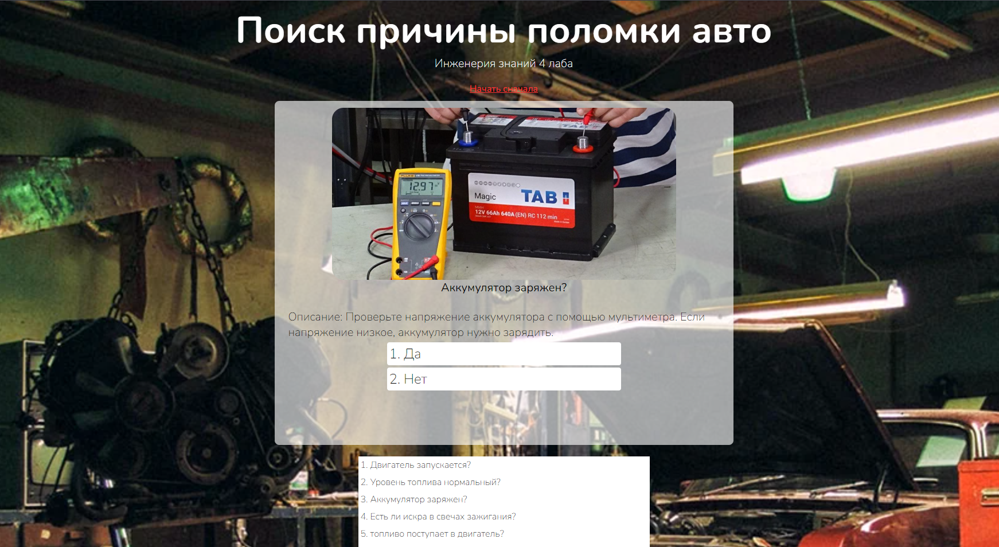 Поиск причины поломки авто
Инженерия знаний 4 лаба
Начать сначала
FLUKE
12.97
Magic
TAB
12V 66Ah 640A (EN) RC 112 min
Аккумулятор заряжен?
Описание: Проверьте напряжение аккумулятора с помощью мультиметра. Если
напряжение низкое, аккумулятор нужно зарядить.
1. Да
2. Нет
1. Двигатель запускается?
2. Уровень топлива нормальный?
3. Аккумулятор заряжен?
4. Есть ли искра в свечах зажигания?
5. топливо поступает в двигатель?